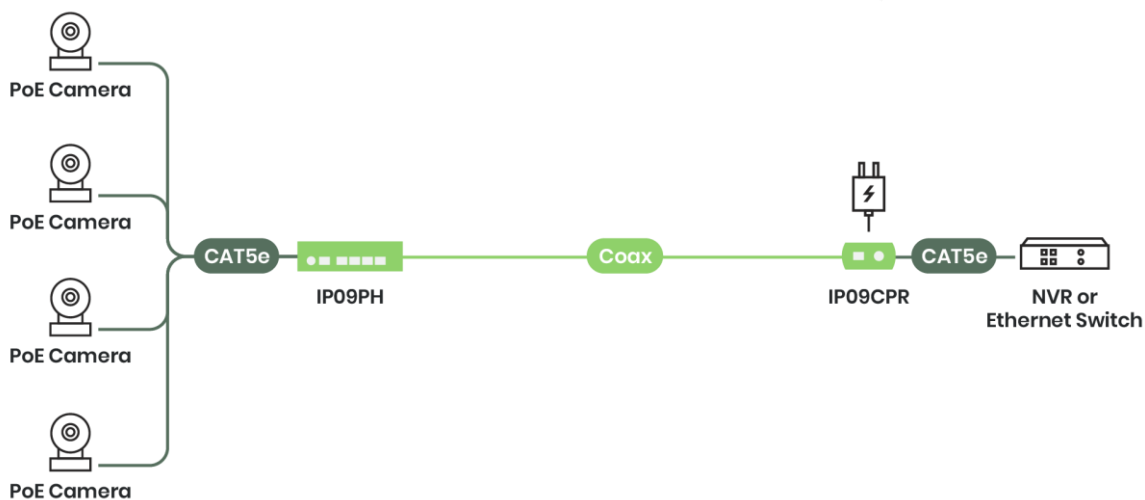 PoE Camera
PoE Camera
PoE Camera
PoE Camera
CAT5e
IP09PH
Coax
IP09CPR
CAT5e
NVR or
Ethernet Switch